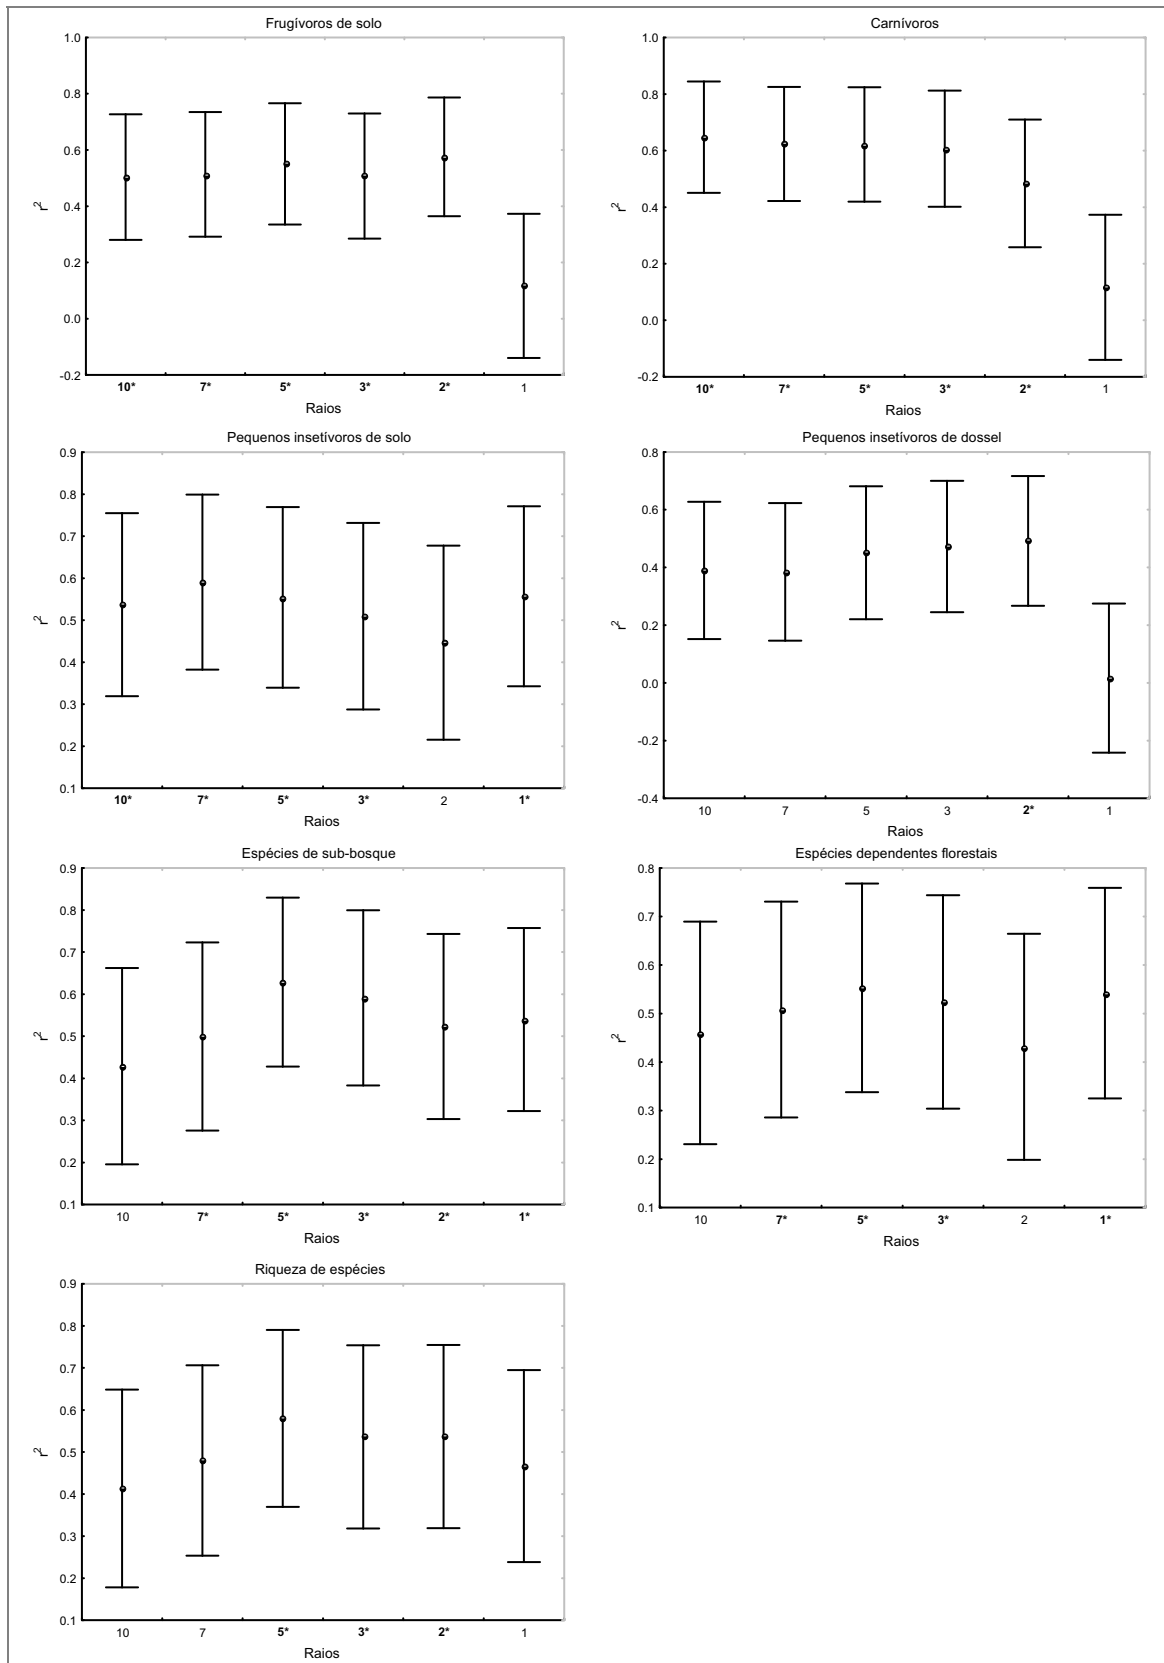 Frugívoros de solo
1.0
0.8
0.6
0.4
0.2
0.0
-0.2
r²
10* 7* 5* 3* 2* 1
Raios
Carnívoros
1.0
0.8
0.6
0.4
0.2
0.0
-0.2
r²
10* 7* 5* 3* 2* 1
Raios
Pequenos insetívoros de solo
0.9
0.8
0.7
0.6
0.5
0.4
0.3
0.2
0.1
r²
10* 7* 5* 3* 2 1*
Raios
Pequenos insetívoros de dossel
0.8
0.6
0.4
0.2
0.0
-0.2
-0.4
r²
10 7 5 3 2* 1
Raios
Espécies de sub-bosque
0.9
0.8
0.7
0.6
0.5
0.4
0.3
0.2
0.1
r²
10 7* 5* 3* 2* 1*
Raios
Espécies dependentes florestais
0.8
0.7
0.6
0.5
0.4
0.3
0.2
0.1
r²
10 7* 5* 3* 2 1*
Raios
Riqueza de espécies
0.9
0.8
0.7
0.6
0.5
0.4
0.3
0.2
0.1
r²
10 7 5* 3* 2* 1
Raios